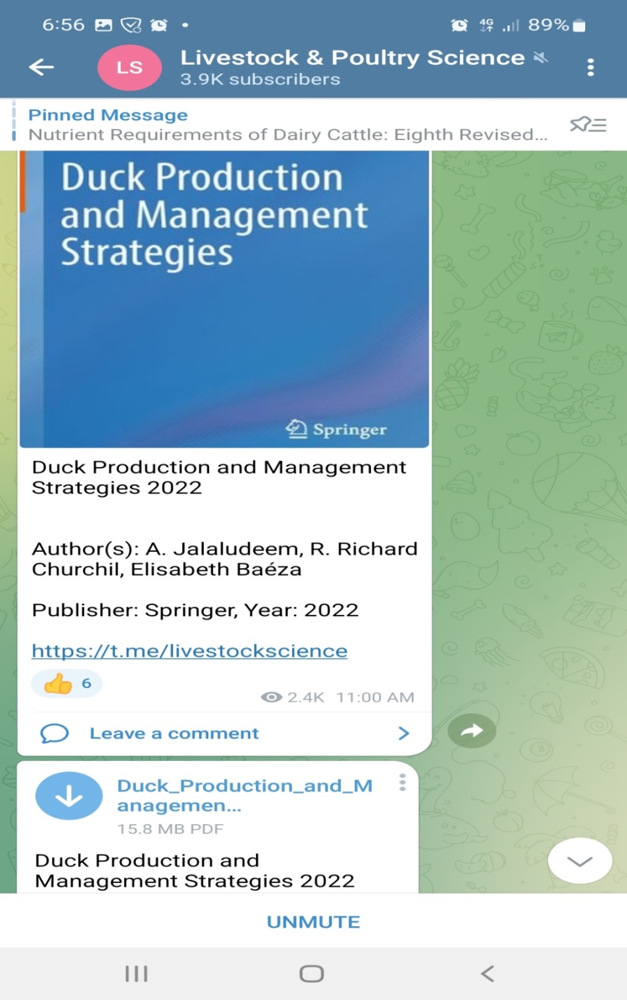 6:56
4G
89%
LS
Livestock & Poultry Science
3.9K subscribers
Pinned Message
Nutrient Requirements of Dairy Cattle: Eighth Revised...
Duck Production
and Management
Strategies
Springer
Duck Production and Management
Strategies 2022
Author(s): A. Jalaludeem, R. Richard
Churchil, Elisabeth Baéza
Publisher: Springer, Year: 2022
https://t.me/livestockscience
6
2.4K 11:00 AM
Leave a comment
Duck_Production_and_M
anagemen...
15.8 MB PDF
Duck Production and
Management Strategies 2022
UNMUTE